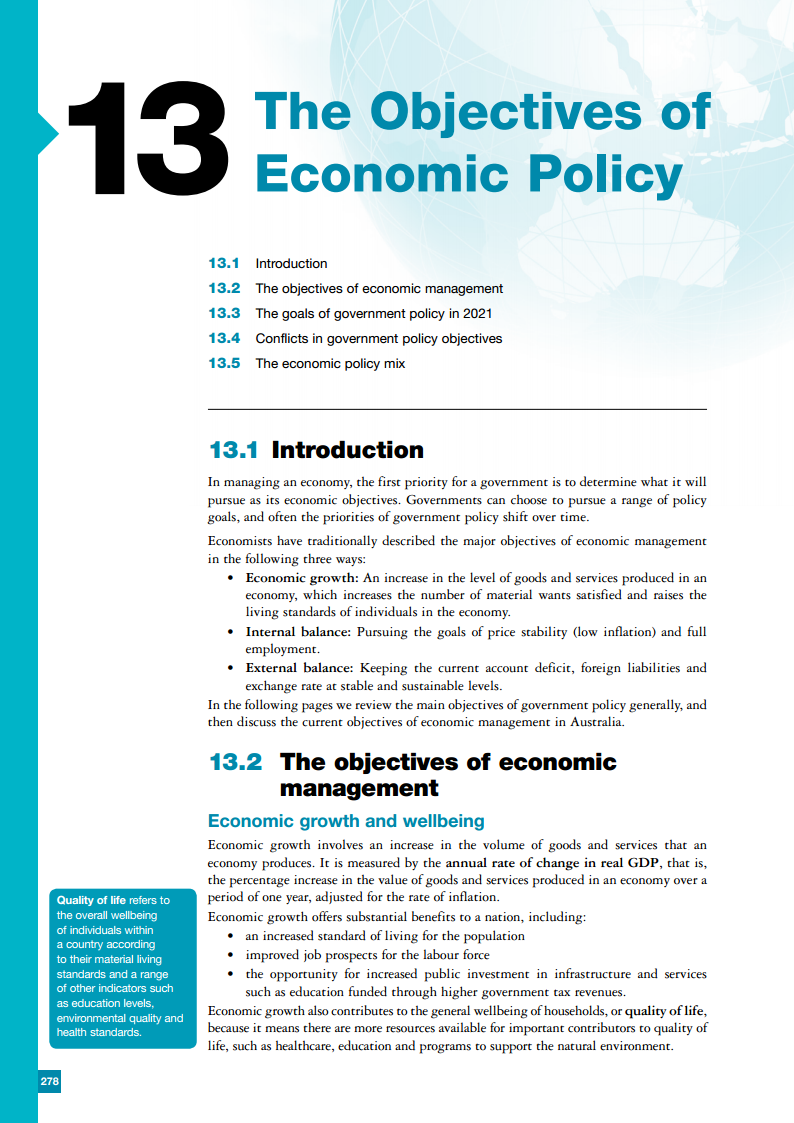 13
The Objectives of
Economic Policy
13.1 Introduction
13.2 The objectives of economic management
13.3 The goals of government policy in 2021
13.4 Conflicts in government policy objectives
13.5 The economic policy mix
13.1 Introduction
In managing an economy, the first priority for a government is to determine what it will
pursue as its economic objectives. Governments can choose to pursue a range of policy
goals, and often the priorities of government policy shift over time.
Economists have traditionally described the major objectives of economic management
in the following three ways:
• Economic growth: An increase in the level of goods and services produced in an
economy, which increases the number of material wants satisfied and raises the
living standards of individuals in the economy.
• Internal balance: Pursuing the goals of price stability (low inflation) and full
employment.
• External balance: Keeping the current account deficit, foreign liabilities and
exchange rate at stable and sustainable levels.
In the following pages we review the main objectives of government policy generally, and
then discuss the current objectives of economic management in Australia.
13.2 The objectives of economic
management
Economic growth and wellbeing
Economic growth involves an increase in the volume of goods and services that an
economy produces. It is measured by the annual rate of change in real GDP, that is,
the percentage increase in the value of goods and services produced in an economy over a
period of one year, adjusted for the rate of inflation.
Economic growth offers substantial benefits to a nation, including:
• an increased standard of living for the population
• improved job prospects for the labour force
• the opportunity for increased public investment in infrastructure and services
such as education funded through higher government tax revenues.
Economic growth also contributes to the general wellbeing of households, or quality of life,
because it means there are more resources available for important contributors to quality of
life, such as healthcare, education and programs to support the natural environment.
Quality of life refers to
the overall wellbeing
of individuals within
a country according
to their material living
standards and a range
of other indicators such
as education levels,
environmental quality and
health standards.
278